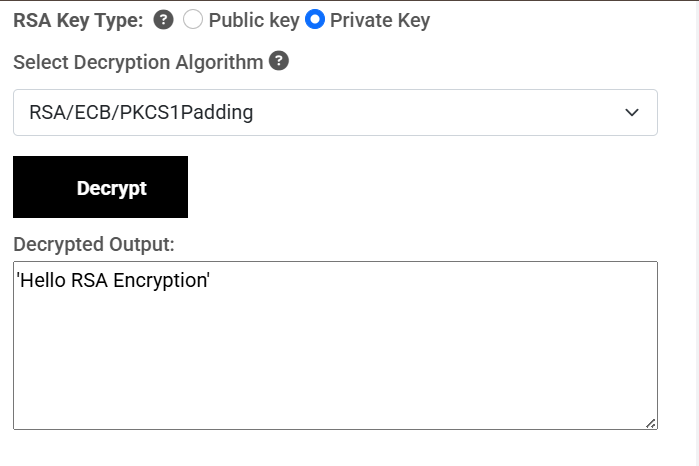 RSA Key Type: ? Public key Private Key
Select Decryption Algorithm ?
RSA/ECB/PKCS1Padding
Decrypt
Decrypted Output:
'Hello RSA Encryption'